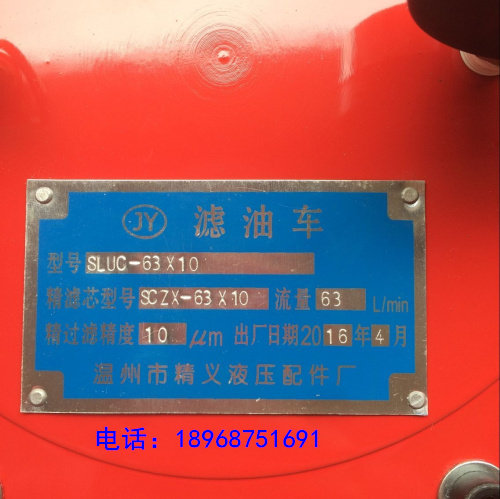 JY 滤油车
型号 SLUC-63X10
精滤芯型号 SCZX-63X10 流量 63 L/min
精过滤精度 10 μm 出厂日期2016年4月
温州市精义液压配件厂
电话：18968751691